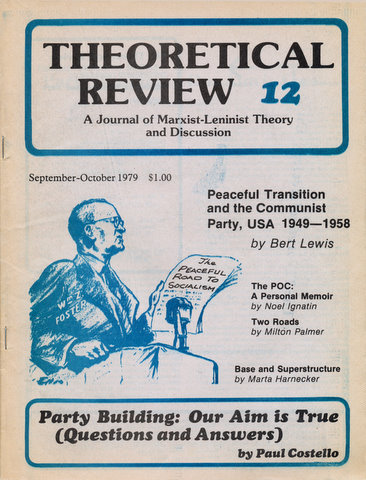 THEORETICAL
REVIEW 12
A Journal of Marxist-Leninist Theory
and Discussion
September-October 1979 $1.00
Peaceful Transition
and the Communist
Party, USA 1949—1958
by Bert Lewis
The
PEACEFUL
ROAD TO
SOCIALISM
WM. Z.
FOSTER
The POC:
A Personal Memoir
by Noel Ignatin
Two Roads
by Milton Palmer
Base and Superstructure
by Marta Harnecker
Party Building: Our Aim is True
(Questions and Answers)
by Paul Costello